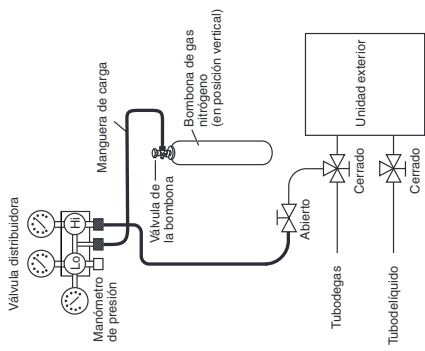 Válvula distribuidora
Lo
Hi
Manómetro
de presión
Manguera de carga
Válvula de
la bombona
Bombona de gas
nitrógeno
(en posición vertical)
Abierto
Unidad exterior
Cerrado
Cerrado
Tubodegas
Tubodelíquido